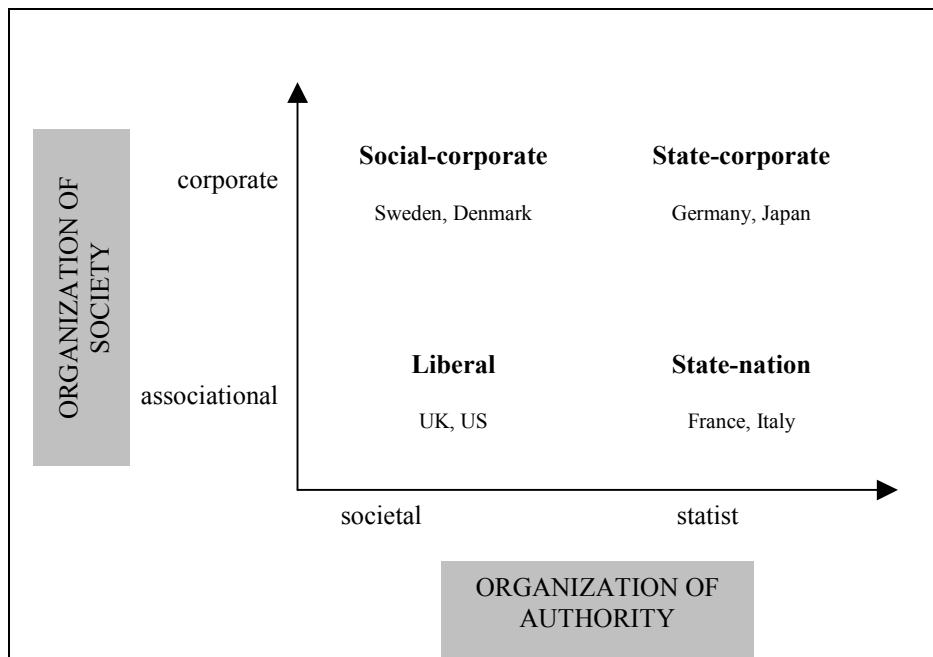 ORGANIZATION OF
SOCIETY
corporate
Social-corporate
State-corporate
Sweden, Denmark
Germany, Japan
associational
Liberal
State-nation
UK, US
France, Italy
societal
statist
ORGANIZATION OF
AUTHORITY